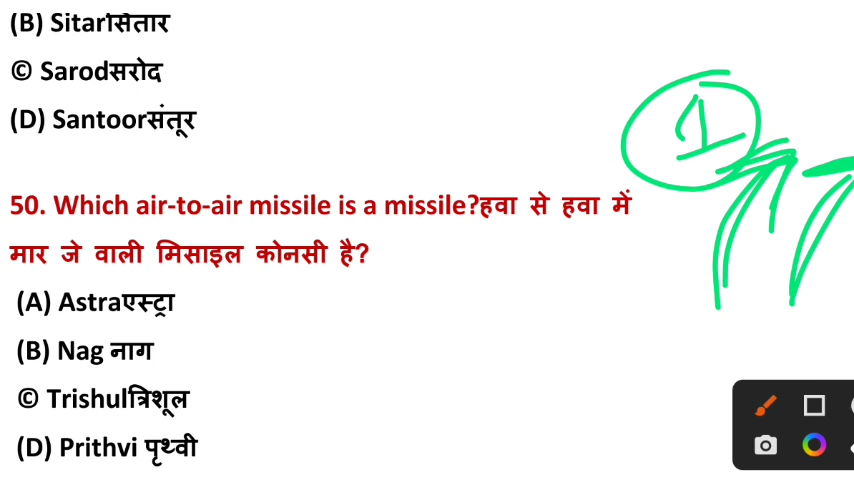 (B) Sitarसितार
© Sarodसरोद
(D) Santoorसंतूर
1
50. Which air-to-air missile is a missile?हवा से हवा में
मार जे वाली मिसाइल कोनसी है?
(A) Astraएस्ट्रा
(B) Nag नाग
© Trishulत्रिशूल
(D) Prithvi पृथ्वी